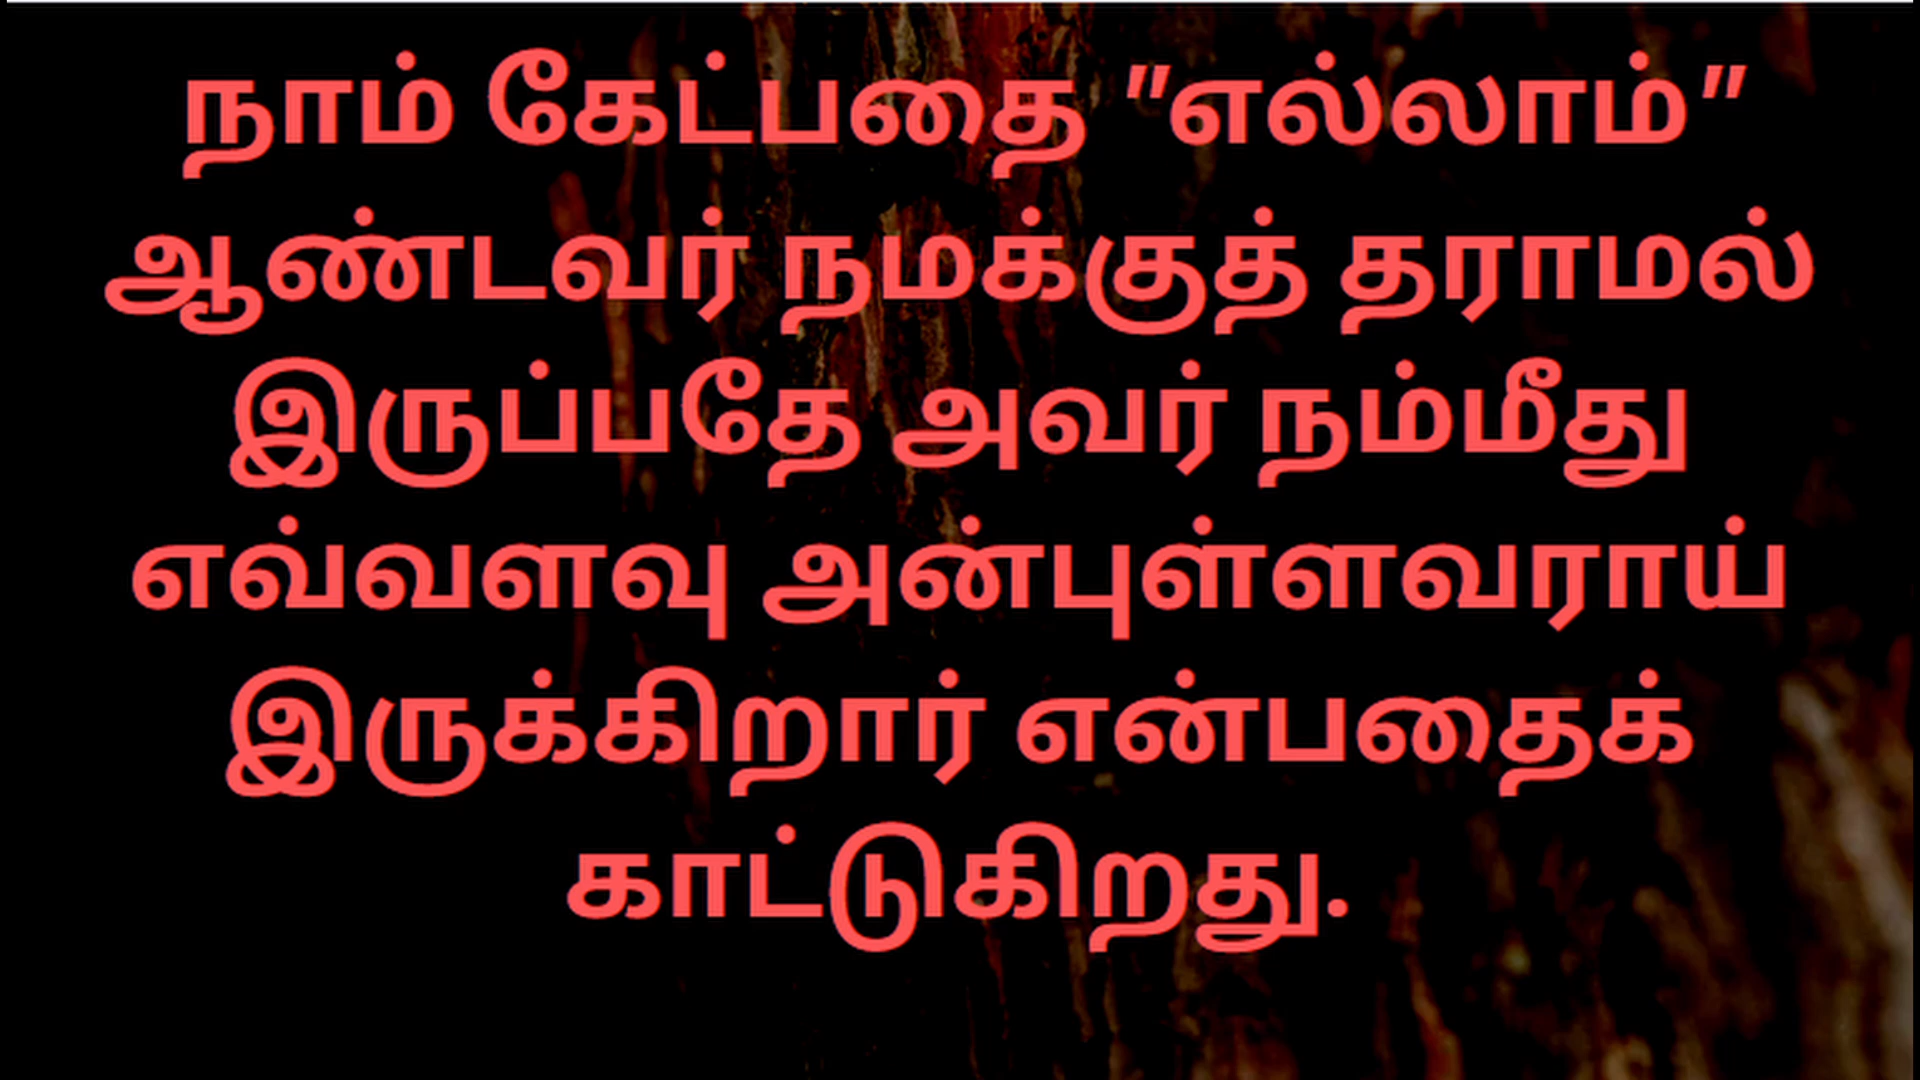 நாம் கேட்பதை "எல்லாம்"
ஆண்டவர் நமக்குத் தராமல்
இருப்பதே அவர் நம்மீது
எவ்வளவு அன்புள்ளவராய்
இருக்கிறார் என்பதைக்
காட்டுகிறது.